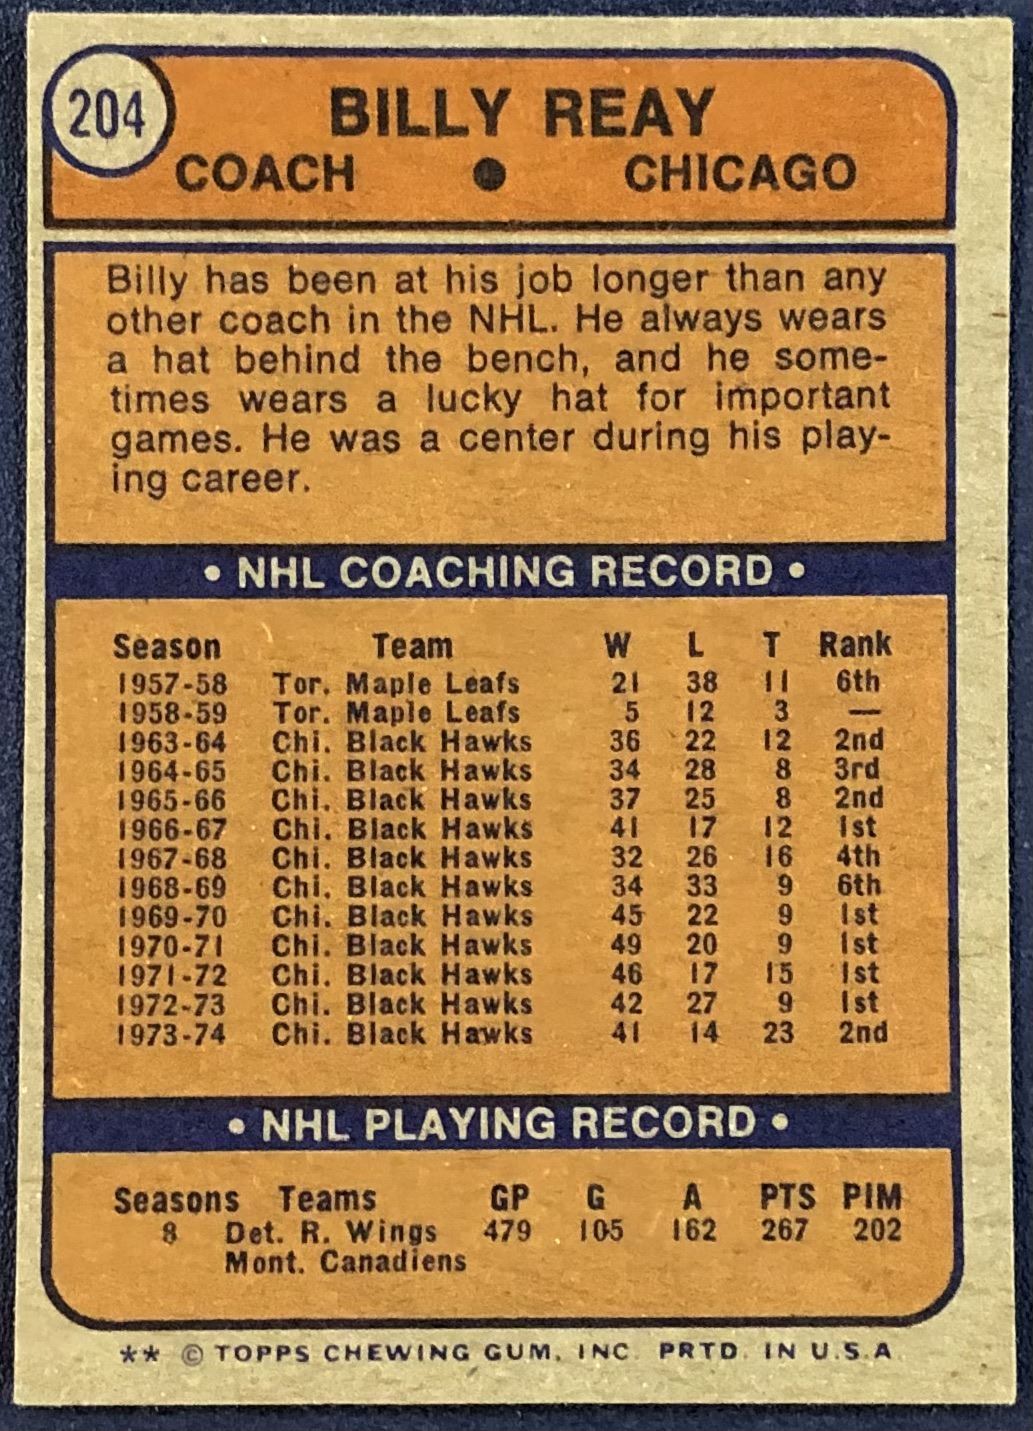 204
BILLY REAY
COACH ● CHICAGO
Billy has been at his job longer than any
other coach in the NHL. He always wears
a hat behind the bench, and he some-
times wears a lucky hat for important
games. He was a center during his play-
ing career.
• NHL COACHING RECORD •
Season Team W L T Rank
1957-58 Tor. Maple Leafs 21 38 11 6th
1958-59 Tor. Maple Leafs 5 12 3 —
1963-64 Chi. Black Hawks 36 22 12 2nd
1964-65 Chi. Black Hawks 34 28 8 3rd
1965-66 Chi. Black Hawks 37 25 8 2nd
1966-67 Chi. Black Hawks 41 17 12 1st
1967-68 Chi. Black Hawks 32 26 16 4th
1968-69 Chi. Black Hawks 34 33 9 6th
1969-70 Chi. Black Hawks 45 22 9 1st
1970-71 Chi. Black Hawks 49 20 9 1st
1971-72 Chi. Black Hawks 46 17 15 1st
1972-73 Chi. Black Hawks 42 27 9 1st
1973-74 Chi. Black Hawks 41 14 23 2nd
• NHL PLAYING RECORD •
Seasons Teams GP G A PTS PIM
8 Det. R. Wings 479 105 162 267 202
Mont. Canadiens
** © TOPPS CHEWING GUM, INC. PRTD. IN U.S.A.